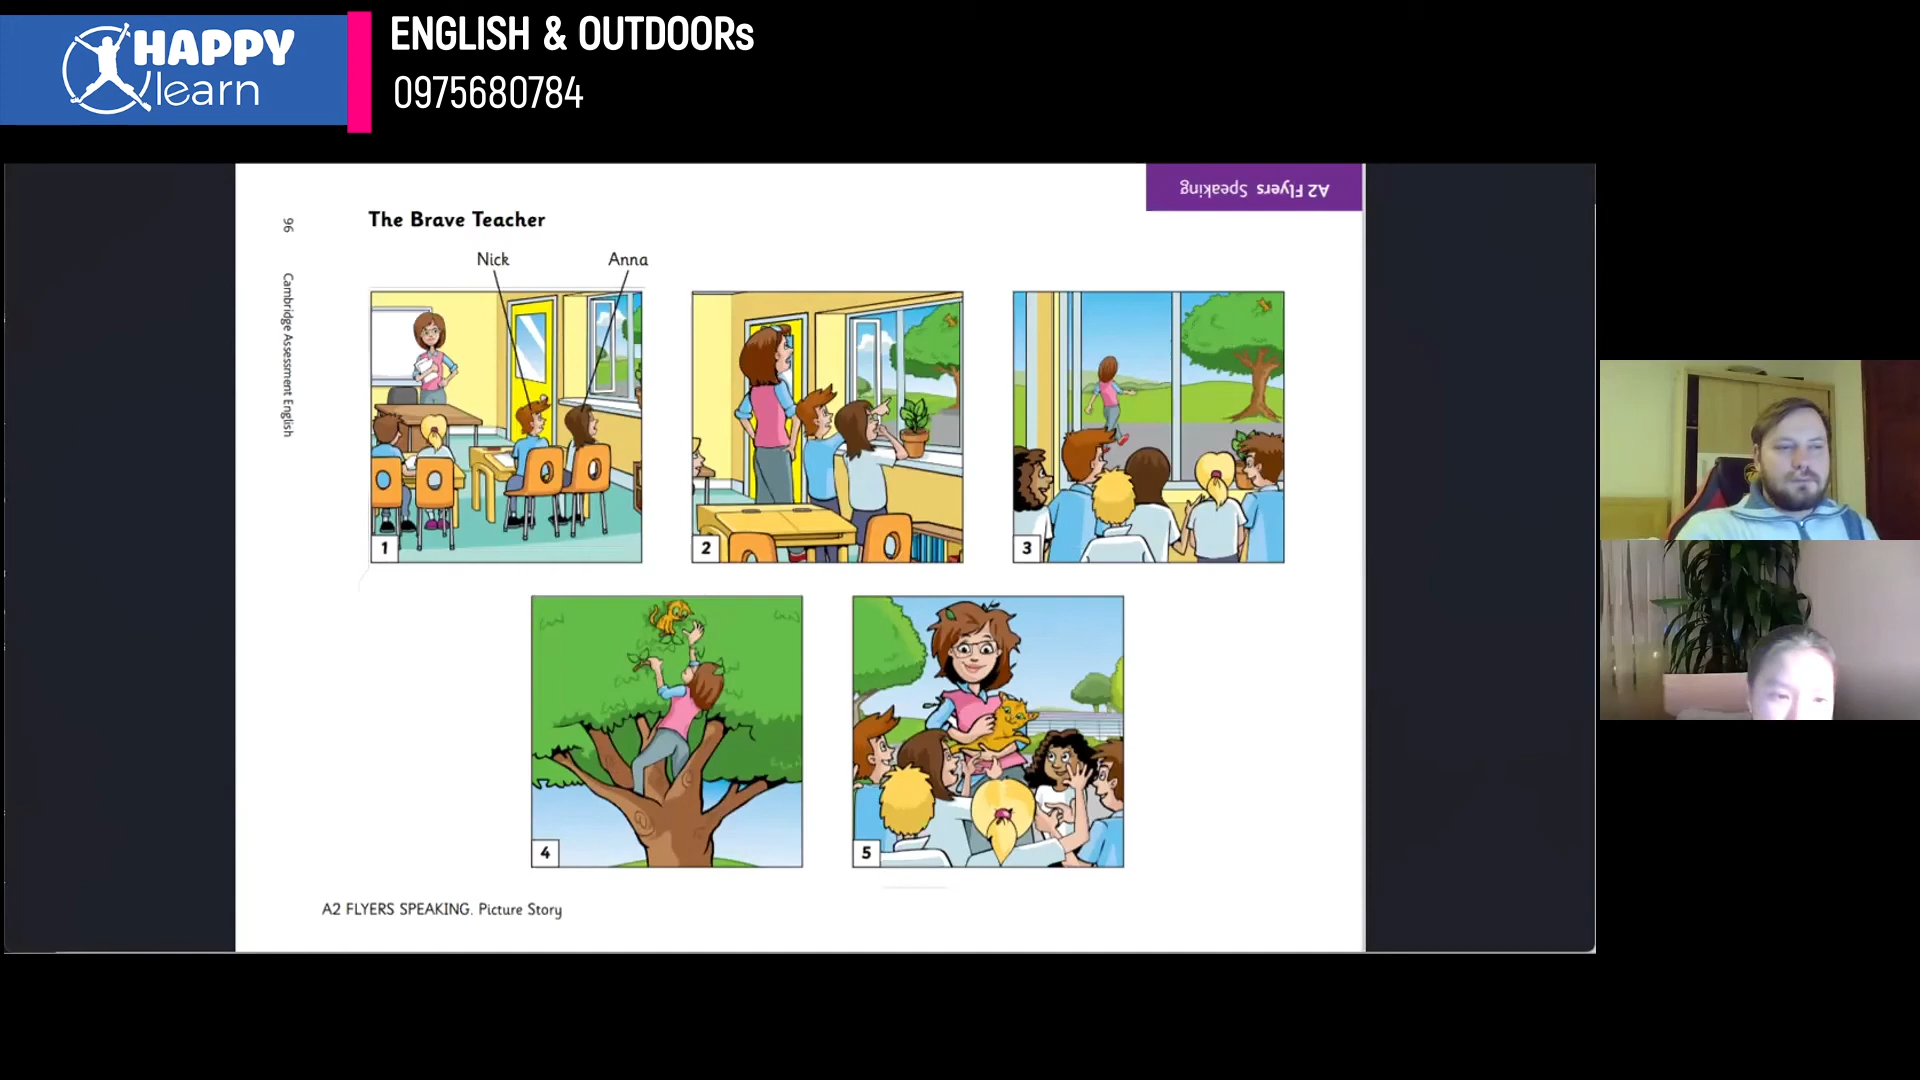 HAPPY
learn
ENGLISH & OUTDOORs
0975680784
A2 Flyers Speaking
96
Cambridge Assessment English
The Brave Teacher
Nick
Anna
1
2
3
4
5
A2 FLYERS SPEAKING. Picture Story